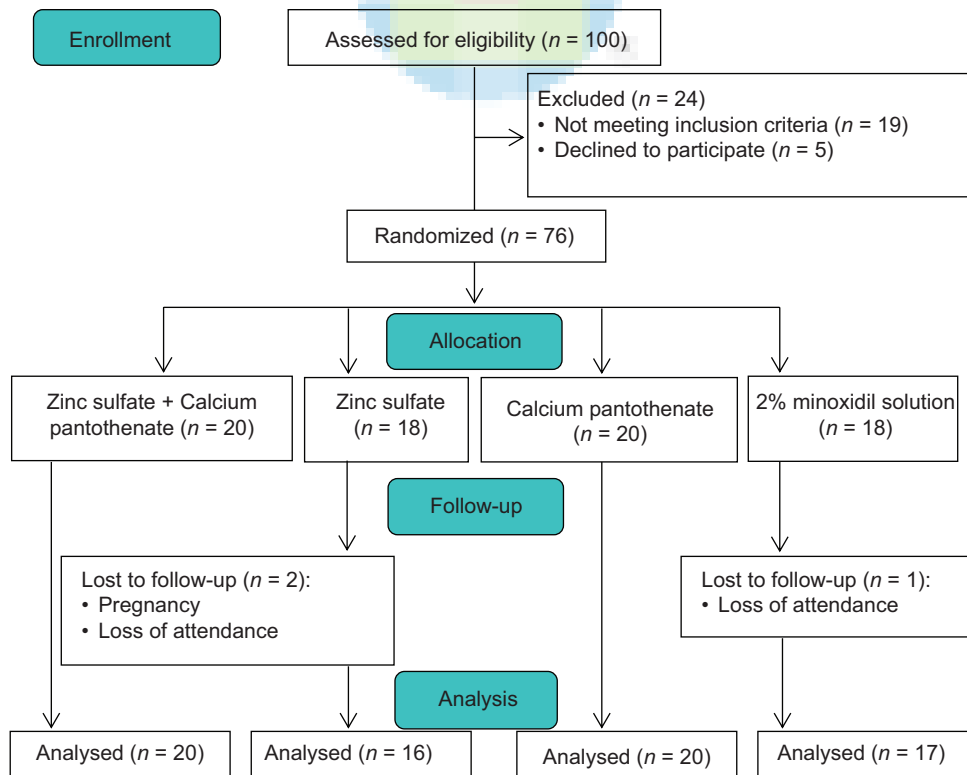 Enrollment
Assessed for eligibility (n = 100)
Excluded (n = 24)
• Not meeting inclusion criteria (n = 19)
• Declined to participate (n = 5)
Randomized (n = 76)
Allocation
Zinc sulfate + Calcium
pantothenate (n = 20)
Zinc sulfate
(n = 18)
Calcium pantothenate
(n = 20)
2% minoxidil solution
(n = 18)
Follow-up
Lost to follow-up (n = 2):
• Pregnancy
• Loss of attendance
Lost to follow-up (n = 1):
• Loss of attendance
Analysis
Analysed (n = 20)
Analysed (n = 16)
Analysed (n = 20)
Analysed (n = 17)